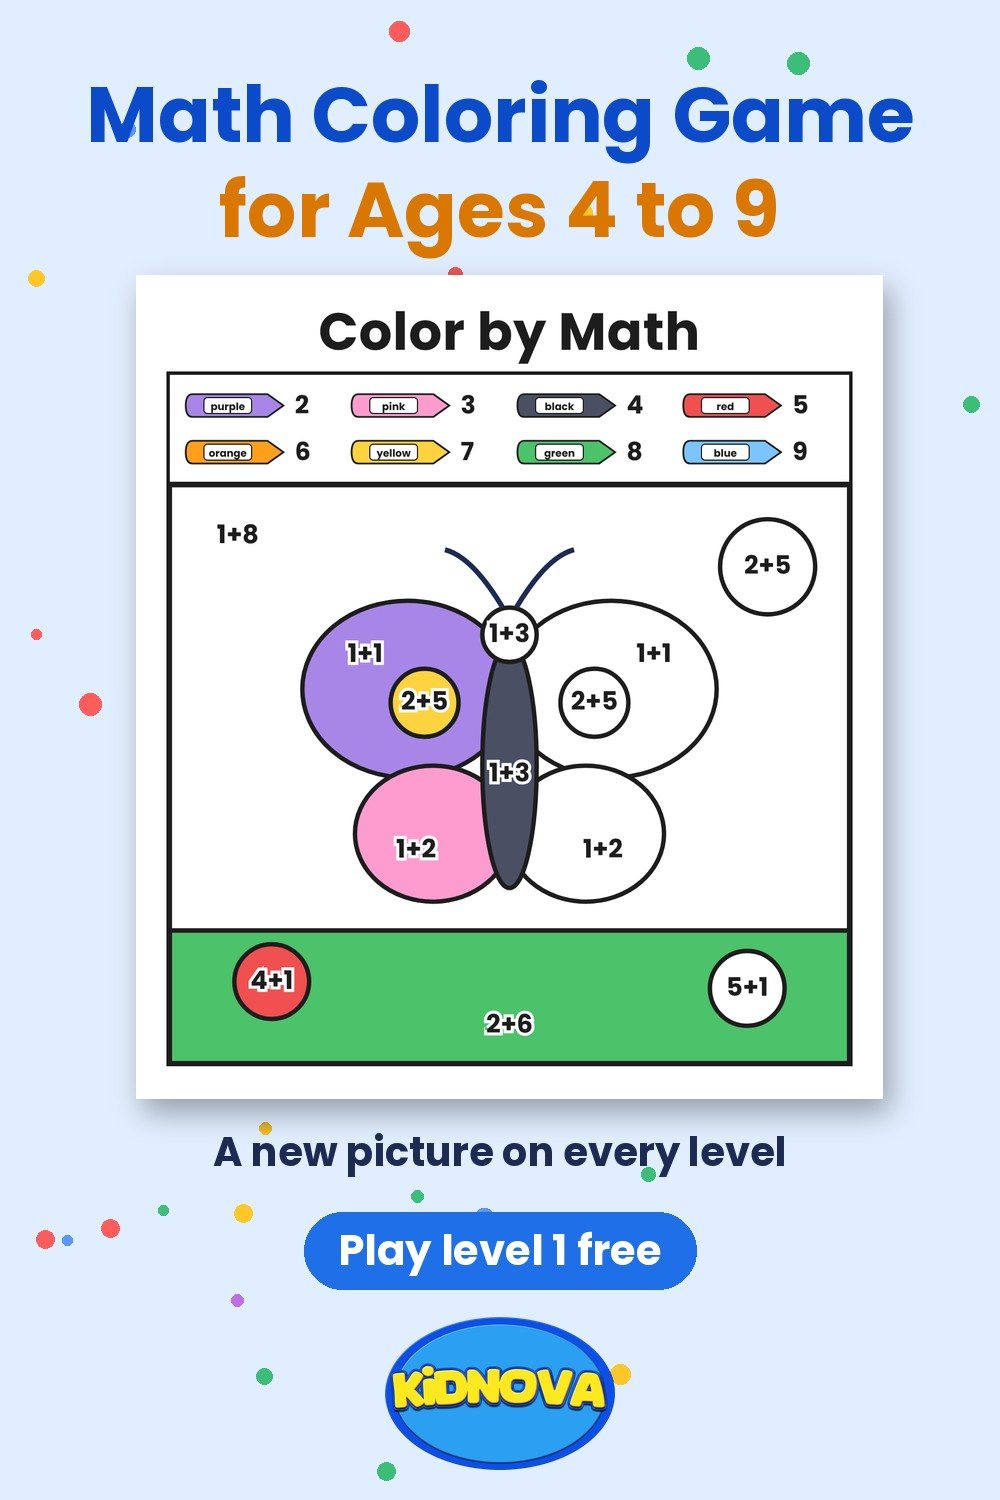 Math Coloring Game
for Ages 4 to 9
Color by Math
purple 2 pink 3 black 4 red 5
orange 6 yellow 7 green 8 blue 9
1+8
2+5
1+3
1+1 1+1
2+5 2+5
1+3
1+2 1+2
4+1 5+1
2+6
A new picture on every level
Play level 1 free
KiDNOVA